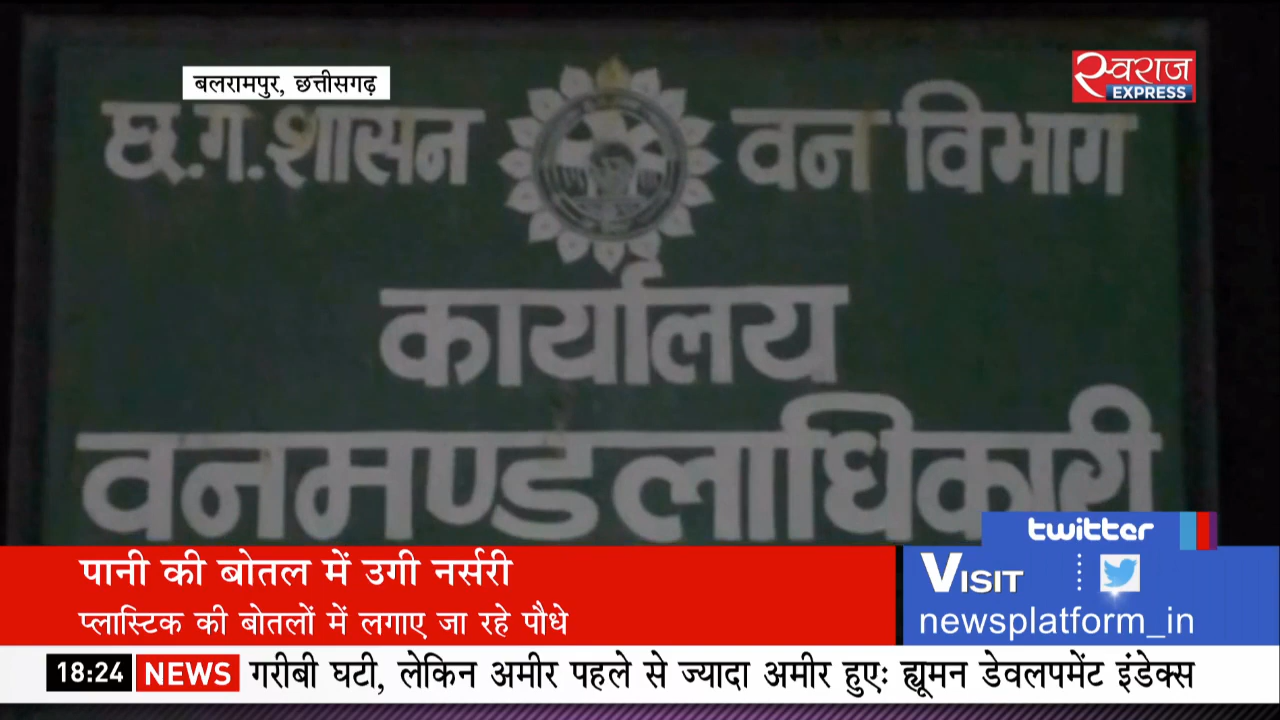 बलरामपुर, छत्तीसगढ़
स्वराज
EXPRESS
छ.ग.शासन वन विभाग
कार्यालय
वनमण्डलाधिकारी
twitter
पानी की बोतल में उगी नर्सरी
VISIT
प्लास्टिक की बोतलों में लगाए जा रहे पौधे
newsplatform_in
18:24 NEWS गरीबी घटी, लेकिन अमीर पहले से ज्यादा अमीर हुएः ह्यूमन डेवलपमेंट इंडेक्स